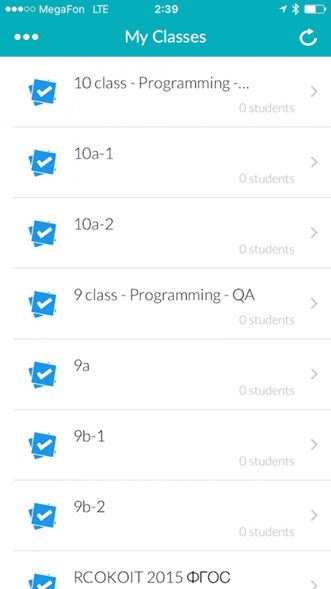 MegaFon LTE 2:39
My Classes
10 class - Programming -...
0 students
10a-1
0 students
10a-2
0 students
9 class - Programming - QA
0 students
9a
0 students
9b-1
0 students
9b-2
0 students
RCOKOIT 2015 ФГОС